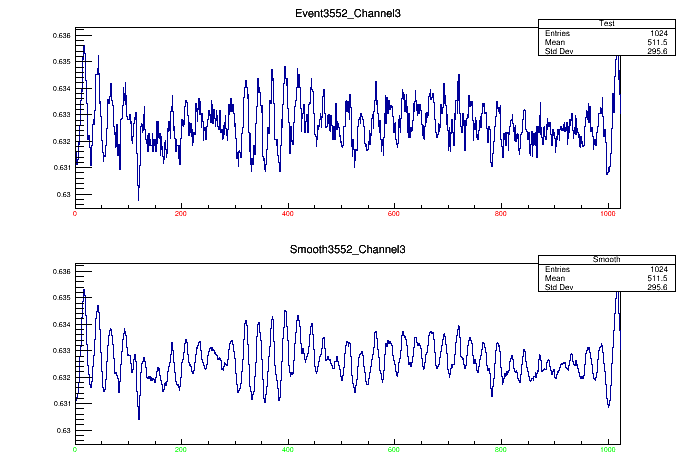 Event3552_Channel3
Test
Entries 1024
Mean 511.5
Std Dev 295.6
0.636
0.635
0.634
0.633
0.632
0.631
0.63
0 200 400 600 800 1000
Smooth3552_Channel3
Smooth
Entries 1024
Mean 511.5
Std Dev 295.6
0.636
0.635
0.634
0.633
0.632
0.631
0.63
0 200 400 600 800 1000